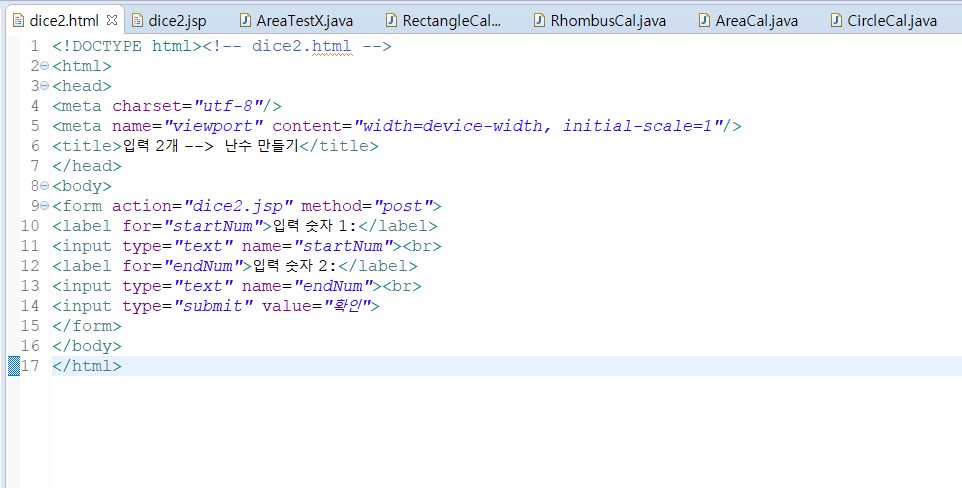 dice2.html dice2.jsp AreaTestX.java RectangleCal... RhombusCal.java AreaCal.java CircleCal.java
1 <!DOCTYPE html><!-- dice2.html -->
2 <html>
3 <head>
4 <meta charset="utf-8"/>
5 <meta name="viewport" content="width=device-width, initial-scale=1"/>
6 <title>입력 2개 --> 난수 만들기</title>
7 </head>
8 <body>
9 <form action="dice2.jsp" method="post">
10 <label for="startNum">입력 숫자 1:</label>
11 <input type="text" name="startNum"><br>
12 <label for="endNum">입력 숫자 2:</label>
13 <input type="text" name="endNum"><br>
14 <input type="submit" value="확인">
15 </form>
16 </body>
17 </html>